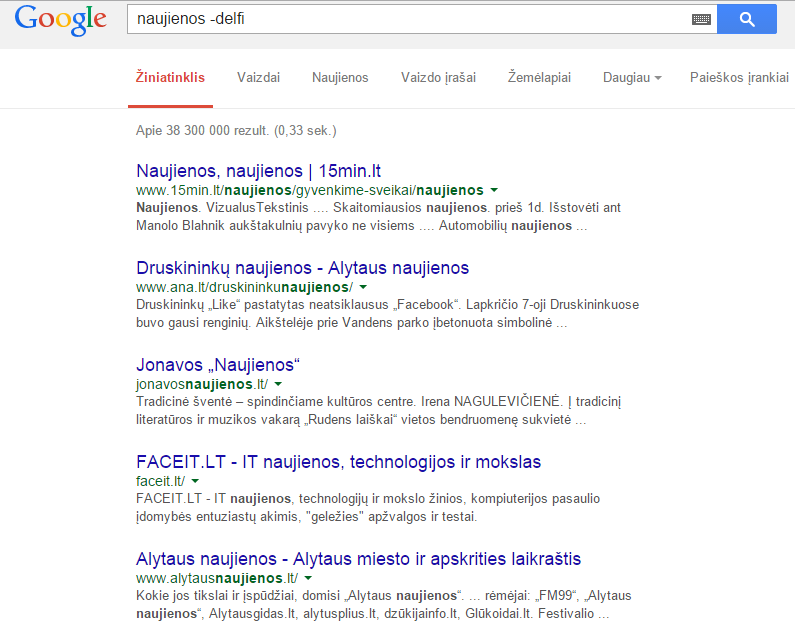 Google
naujienos -delfi
Žiniatinklis Vaizdai Naujienos Vaizdo įrašai Žemėlapiai Daugiau Paieškos įrankiai
Apie 38 300 000 rezult. (0,33 sek.)
Naujienos, naujienos | 15min.lt
www.15min.lt/naujienos/gyvenkime-sveikai/naujienos
Naujienos. VizualusTekstinis .... Skaitomiausios naujienos. prieš 1d. Išstovėti ant
Manolo Blahnik aukštakulnių pavyko ne visiems .... Automobilių naujienos ...
Druskininkų naujienos - Alytaus naujienos
www.ana.lt/druskininkunaujienos/
Druskininkų „Like“ pastatytas neatsiklausus „Facebook“. Lapkričio 7-oji Druskininkuose
buvo gausi renginių. Aikštelėje prie Vandens parko įbetonuota simbolinė ...
Jonavos „Naujienos“
jonavosnaujienos.lt/
Tradicinė šventė – spindinčiame kultūros centre. Irena NAGULEVIČIENĖ. Į tradicinį
literatūros ir muzikos vakarą „Rudens laiškai“ vietos bendruomenę sukvietė ...
FACEIT.LT - IT naujienos, technologijos ir mokslas
faceit.lt/
FACEIT.LT - IT naujienos, technologijų ir mokslo žinios, kompiuterijos pasaulio
įdomybės entuziastų akimis, "geležies" apžvalgos ir testai.
Alytaus naujienos - Alytaus miesto ir apskrities laikraštis
www.alytausnaujienos.lt/
Kokie jos tikslai ir įspūdžiai, domisi „Alytaus naujienos“. ... rėmėjai: „FM99“, „Alytaus
naujienos“, Alytausgidas.lt, alytusplius.lt, dzūkijainfo.lt, Glūkoidai.lt. Festivalio ...